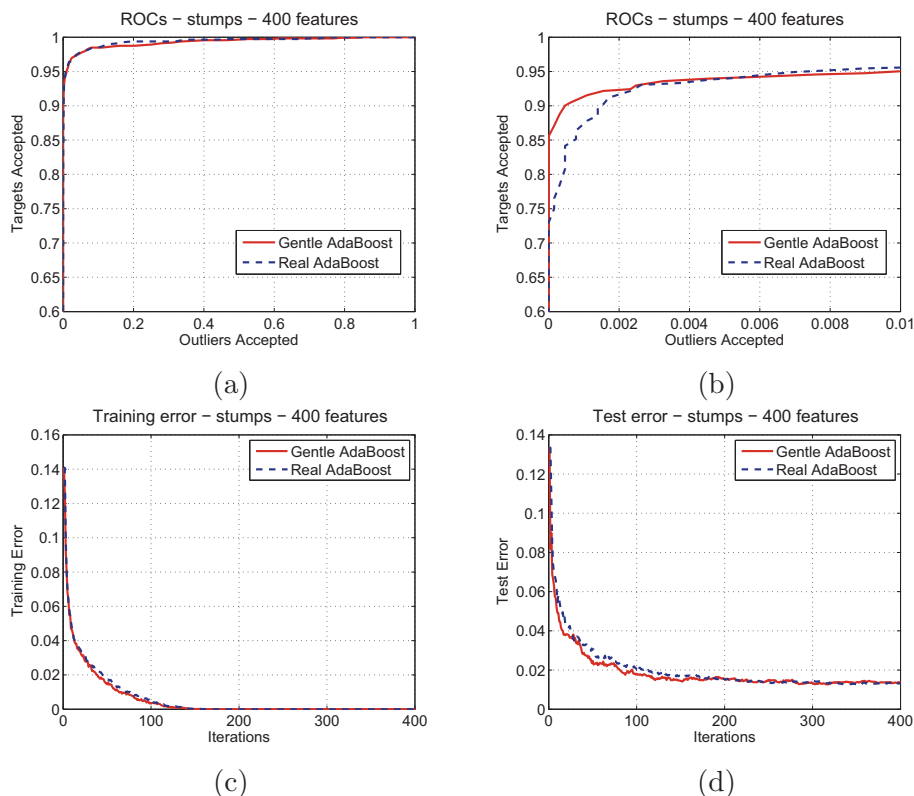 ROCs − stumps − 400 features
1
0.95
0.9
0.85
0.8
0.75
0.7
0.65
0.6
Targets Accepted
Gentle AdaBoost
Real AdaBoost
0 0.2 0.4 0.6 0.8 1
Outliers Accepted
(a)
ROCs − stumps − 400 features
1
0.95
0.9
0.85
0.8
0.75
0.7
0.65
0.6
Targets Accepted
Gentle AdaBoost
Real AdaBoost
0 0.002 0.004 0.006 0.008 0.01
Outliers Accepted
(b)
Training error − stumps − 400 features
0.16
0.14
0.12
0.1
0.08
0.06
0.04
0.02
0
Training Error
Gentle AdaBoost
Real AdaBoost
0 100 200 300 400
Iterations
(c)
Test error − stumps − 400 features
0.14
0.12
0.1
0.08
0.06
0.04
0.02
0
Test Error
Gentle AdaBoost
Real AdaBoost
0 100 200 300 400
Iterations
(d)